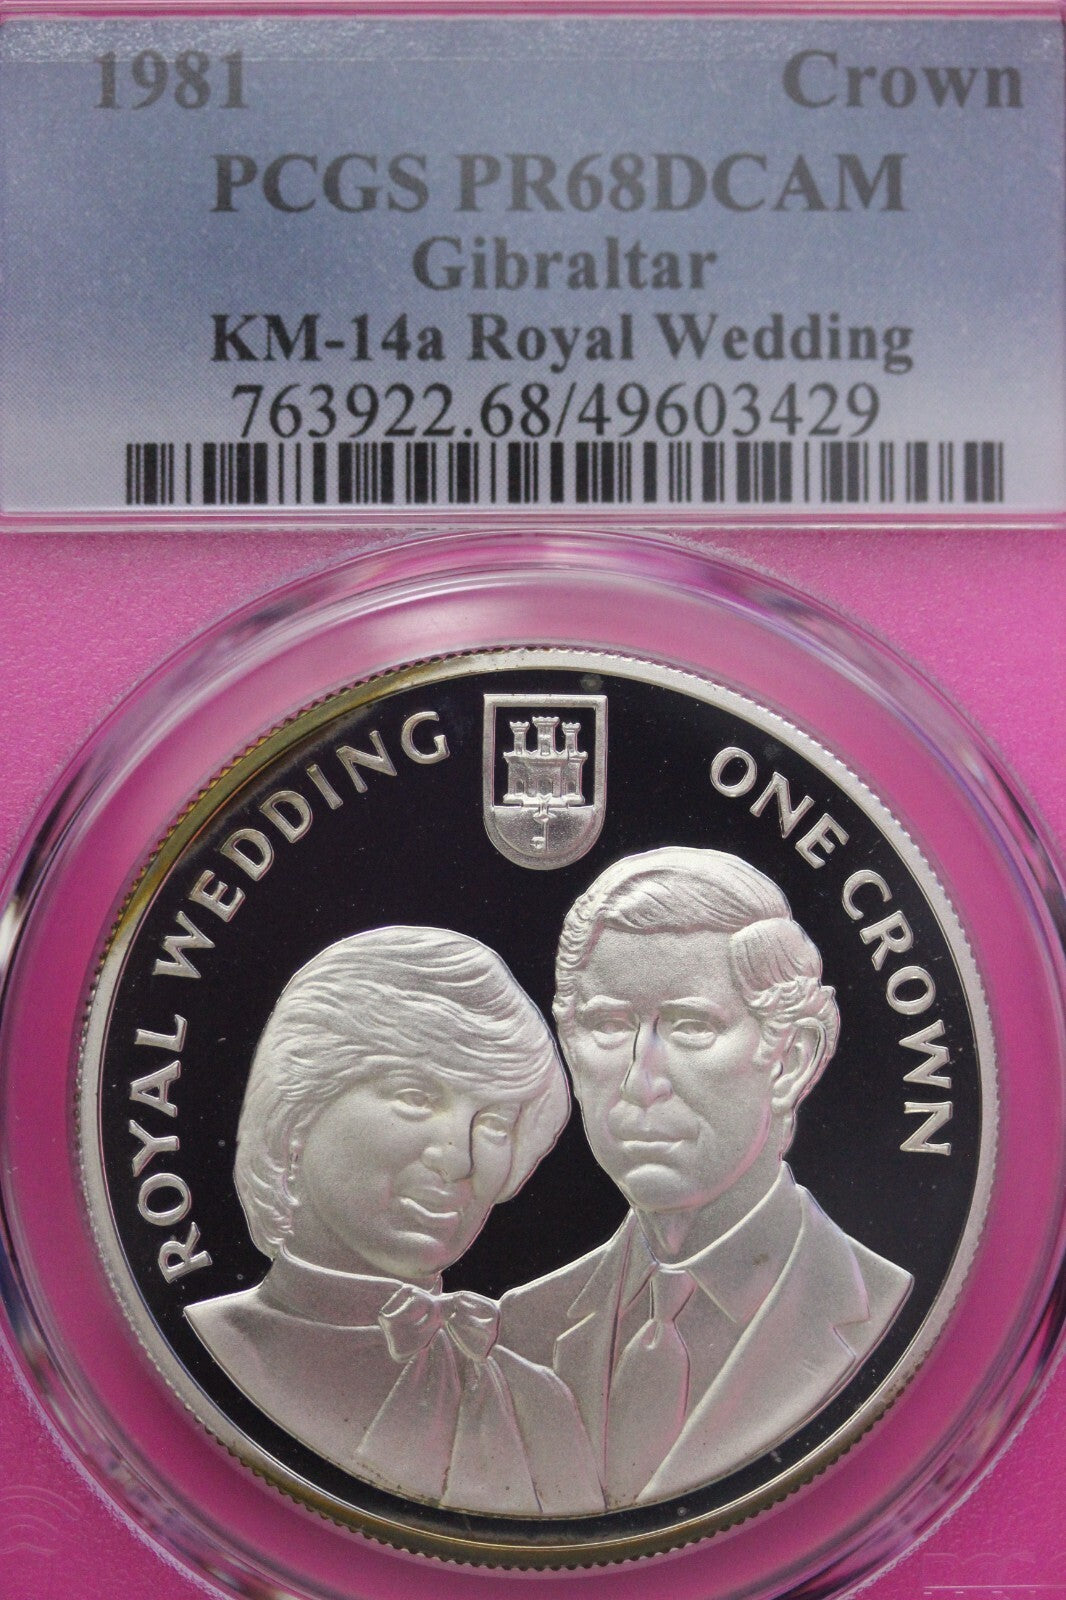 1981 Crown
PCGS PR68DCAM
Gibraltar
KM-14a Royal Wedding
763922.68/49603429
ROYAL WEDDING
ONE CROWN